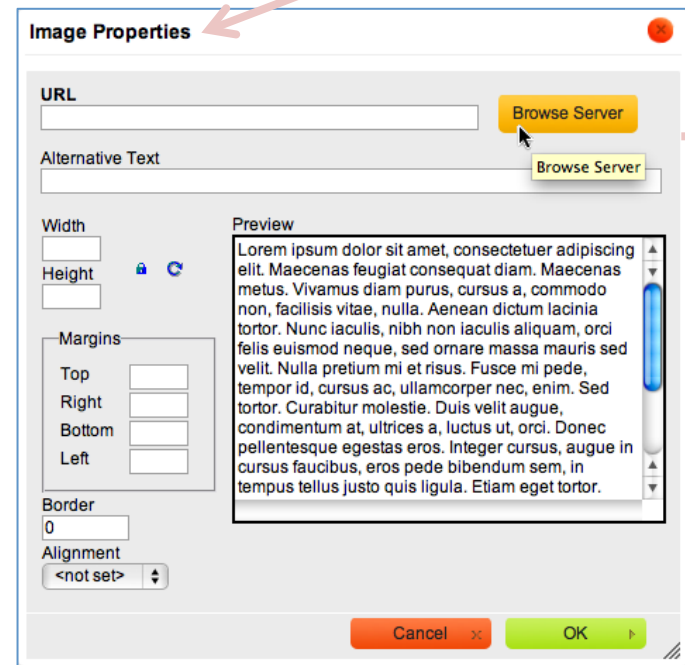 Image Properties
URL
Browse Server
Browse Server
Alternative Text
Width
Height
Margins
Top
Right
Bottom
Left
Border
0
Alignment
<not set>
Preview
Lorem ipsum dolor sit amet, consectetuer adipiscing
elit. Maecenas feugiat consequat diam. Maecenas
metus. Vivamus diam purus, cursus a, commodo
non, facilisis vitae, nulla. Aenean dictum lacinia
tortor. Nunc iaculis, nibh non iaculis aliquam, orci
felis euismod neque, sed ornare massa mauris sed
velit. Nulla pretium mi et risus. Fusce mi pede,
tempor id, cursus ac, ullamcorper nec, enim. Sed
tortor. Curabitur molestie. Duis velit augue,
condimentum at, ultrices a, luctus ut, orci. Donec
pellentesque egestas eros. Integer cursus, augue in
cursus faucibus, eros pede bibendum sem, in
tempus tellus justo quis ligula. Etiam eget tortor.
Cancel
OK